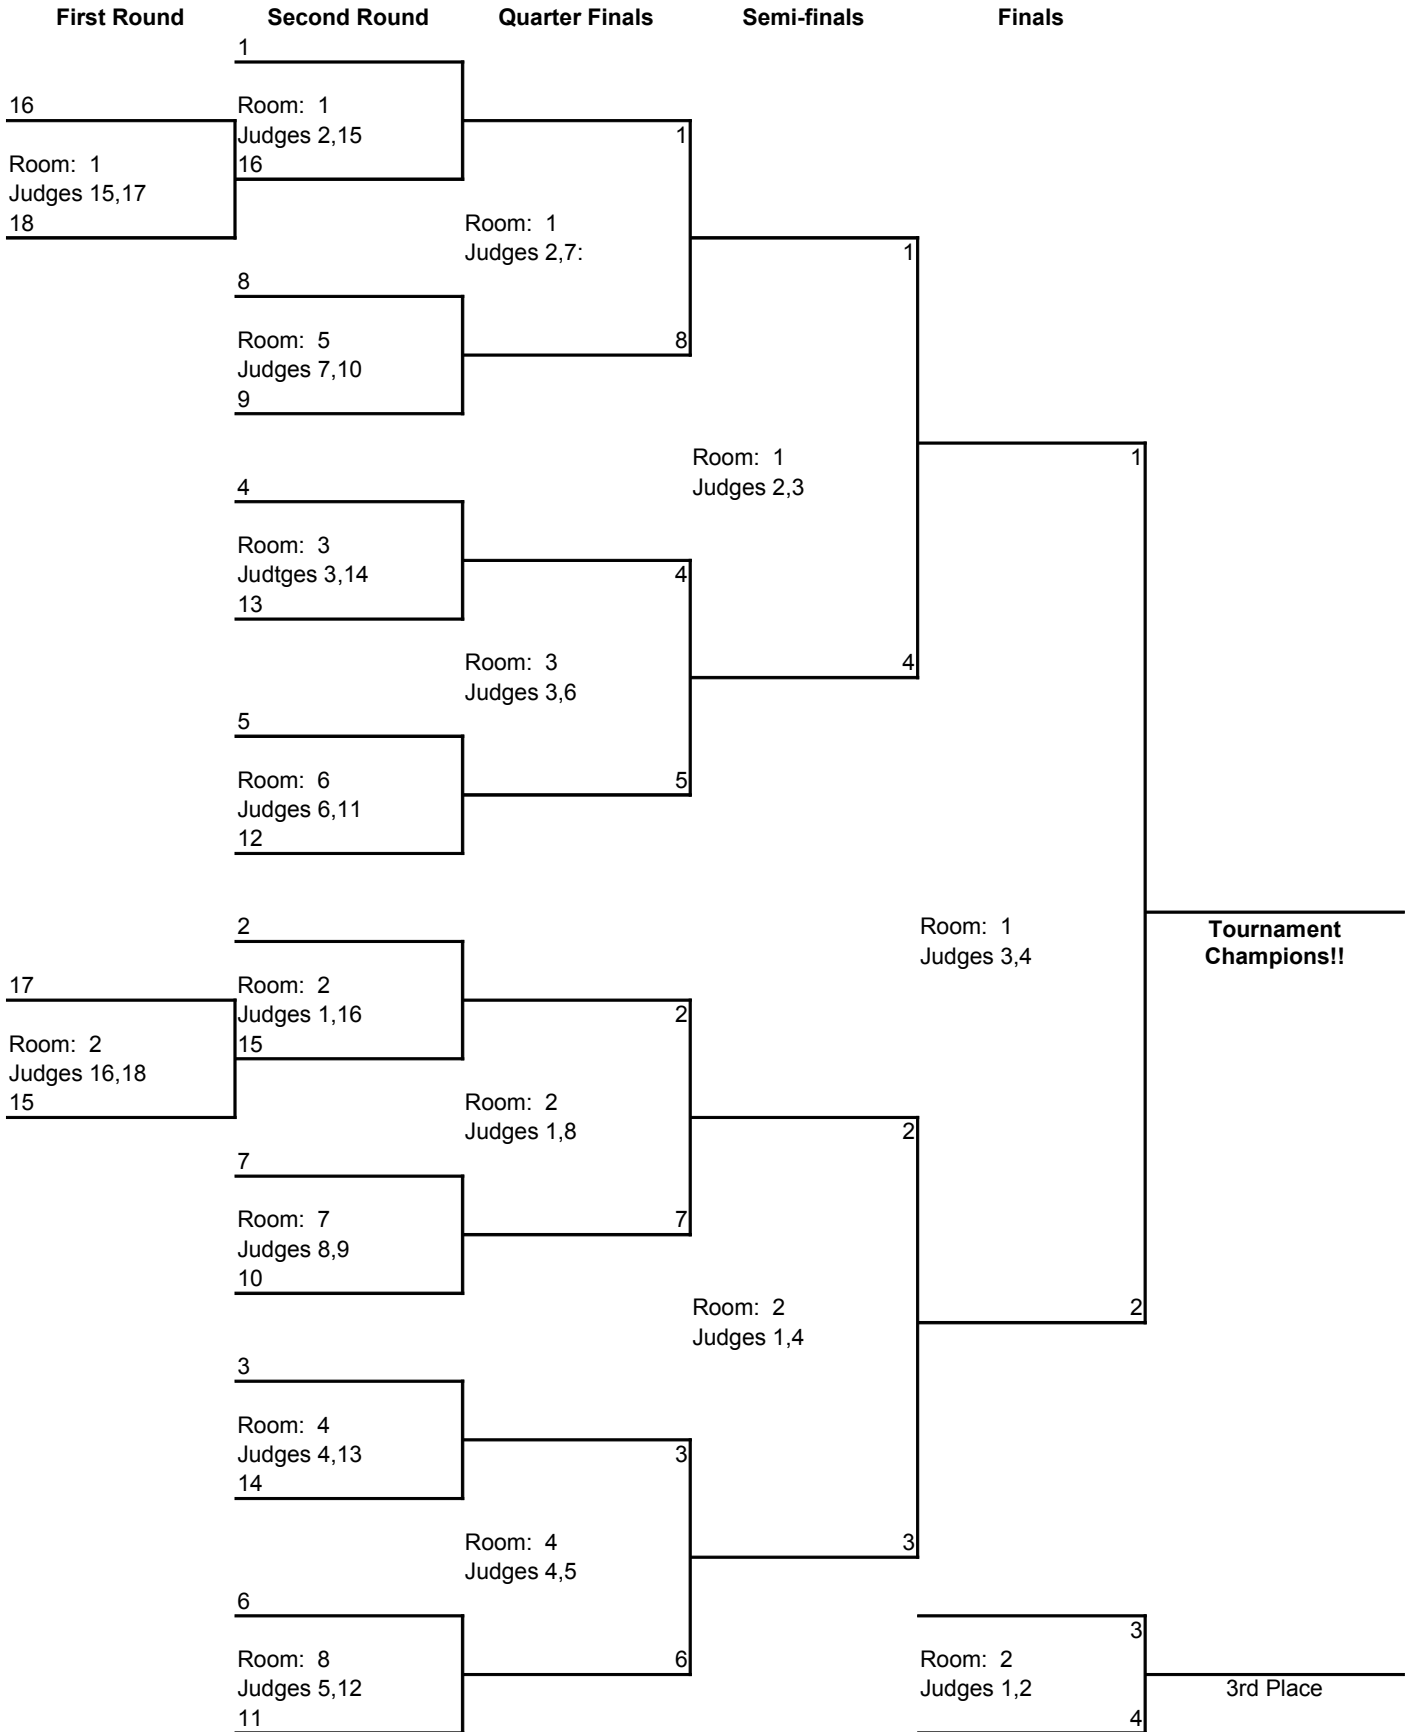 First Round Second Round Quarter Finals Semi-finals Finals
1
16
Room: 1
Judges 2,15
1
Room: 1
16
Judges 15,17
18
Room: 1
Judges 2,7:
1
8
Room: 5
8
Judges 7,10
9
Room: 1
1
4
Judges 2,3
Room: 3
Judtges 3,14
4
13
Room: 3
4
Judges 3,6
5
Room: 6
5
Judges 6,11
12
2
Room: 1
Tournament
Judges 3,4
Champions!!
17
Room: 2
Judges 1,16
2
Room: 2
15
Judges 16,18
15
Room: 2
Judges 1,8
2
7
Room: 7
7
Judges 8,9
10
Room: 2
2
Judges 1,4
3
Room: 4
Judges 4,13
3
14
Room: 4
3
Judges 4,5
6
3
Room: 8
6
Room: 2
Judges 5,12
Judges 1,2
3rd Place
11
4